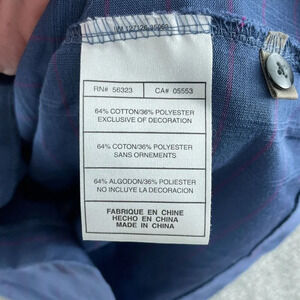 RN# 56323 CA# 05553
64% COTTON/36% POLYESTER
EXCLUSIVE OF DECORATION
64% COTON/36% POLYESTER
SANS ORNEMENTS
64% ALGODON/36% POLIESTER
NO INCLUYE LA DECORACION
FABRIQUE EN CHINE
HECHO EN CHINA
MADE IN CHINA